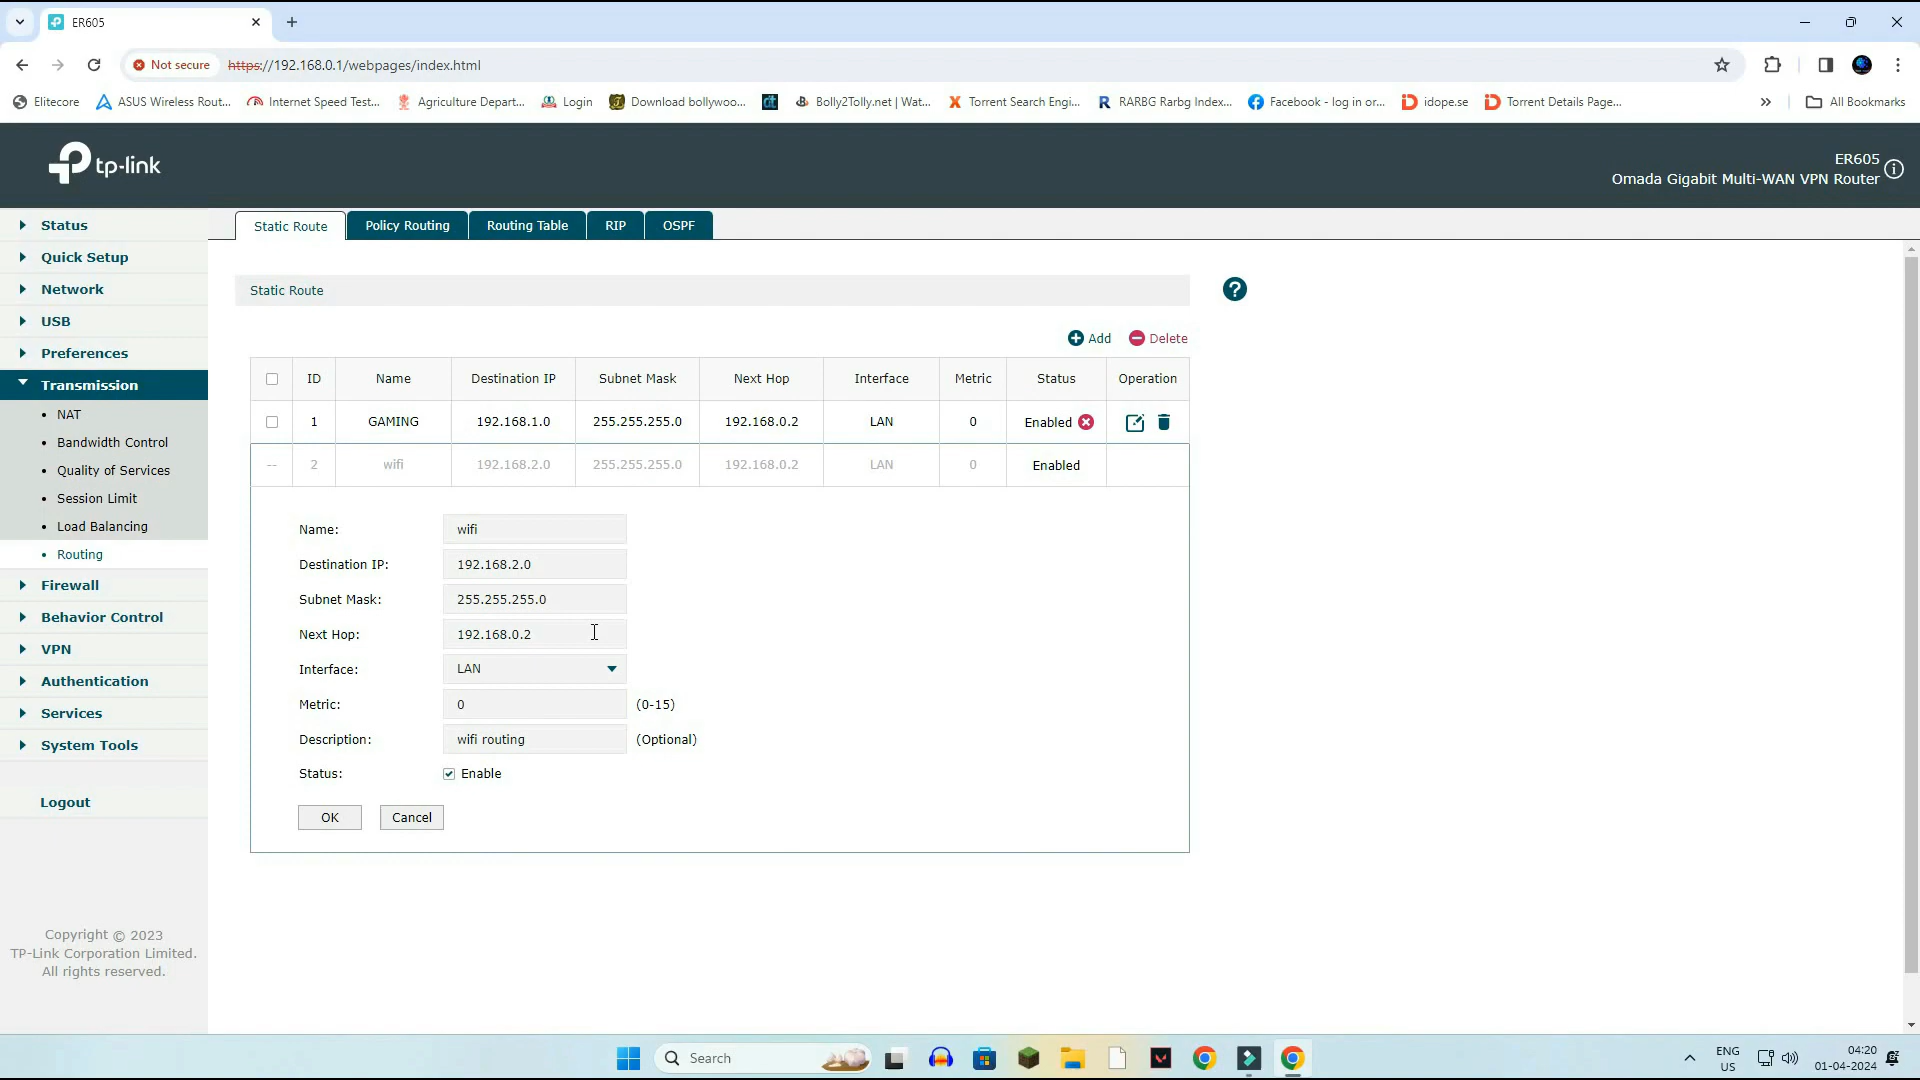 ER605
Not secure
https://192.168.0.1/webpages/index.html
Elitecore
ASUS Wireless Rout...
Internet Speed Test...
Agriculture Depart...
Login
Download bollywoo...
Bolly2Tolly.net | Wat...
Torrent Search Engi...
RARBG Rarbg Index...
Facebook - log in or...
idope.se
Torrent Details Page...
All Bookmarks
tp-link
ER605
Omada Gigabit Multi-WAN VPN Router
Status
Quick Setup
Network
USB
Preferences
Transmission
NAT
Bandwidth Control
Quality of Services
Session Limit
Load Balancing
Routing
Firewall
Behavior Control
VPN
Authentication
Services
System Tools
Logout
Copyright © 2023
TP-Link Corporation Limited.
All rights reserved.
Static Route Policy Routing Routing Table RIP OSPF
Static Route
?
Add Delete
ID Name Destination IP Subnet Mask Next Hop Interface Metric Status Operation
1 GAMING 192.168.1.0 255.255.255.0 192.168.0.2 LAN 0 Enabled
-- 2 wifi 192.168.2.0 255.255.255.0 192.168.0.2 LAN 0 Enabled
Name: wifi
Destination IP: 192.168.2.0
Subnet Mask: 255.255.255.0
Next Hop: 192.168.0.2
Interface: LAN
Metric: 0 (0-15)
Description: wifi routing (Optional)
Status: Enable
OK Cancel
Search
ENG
US
04:20
01-04-2024